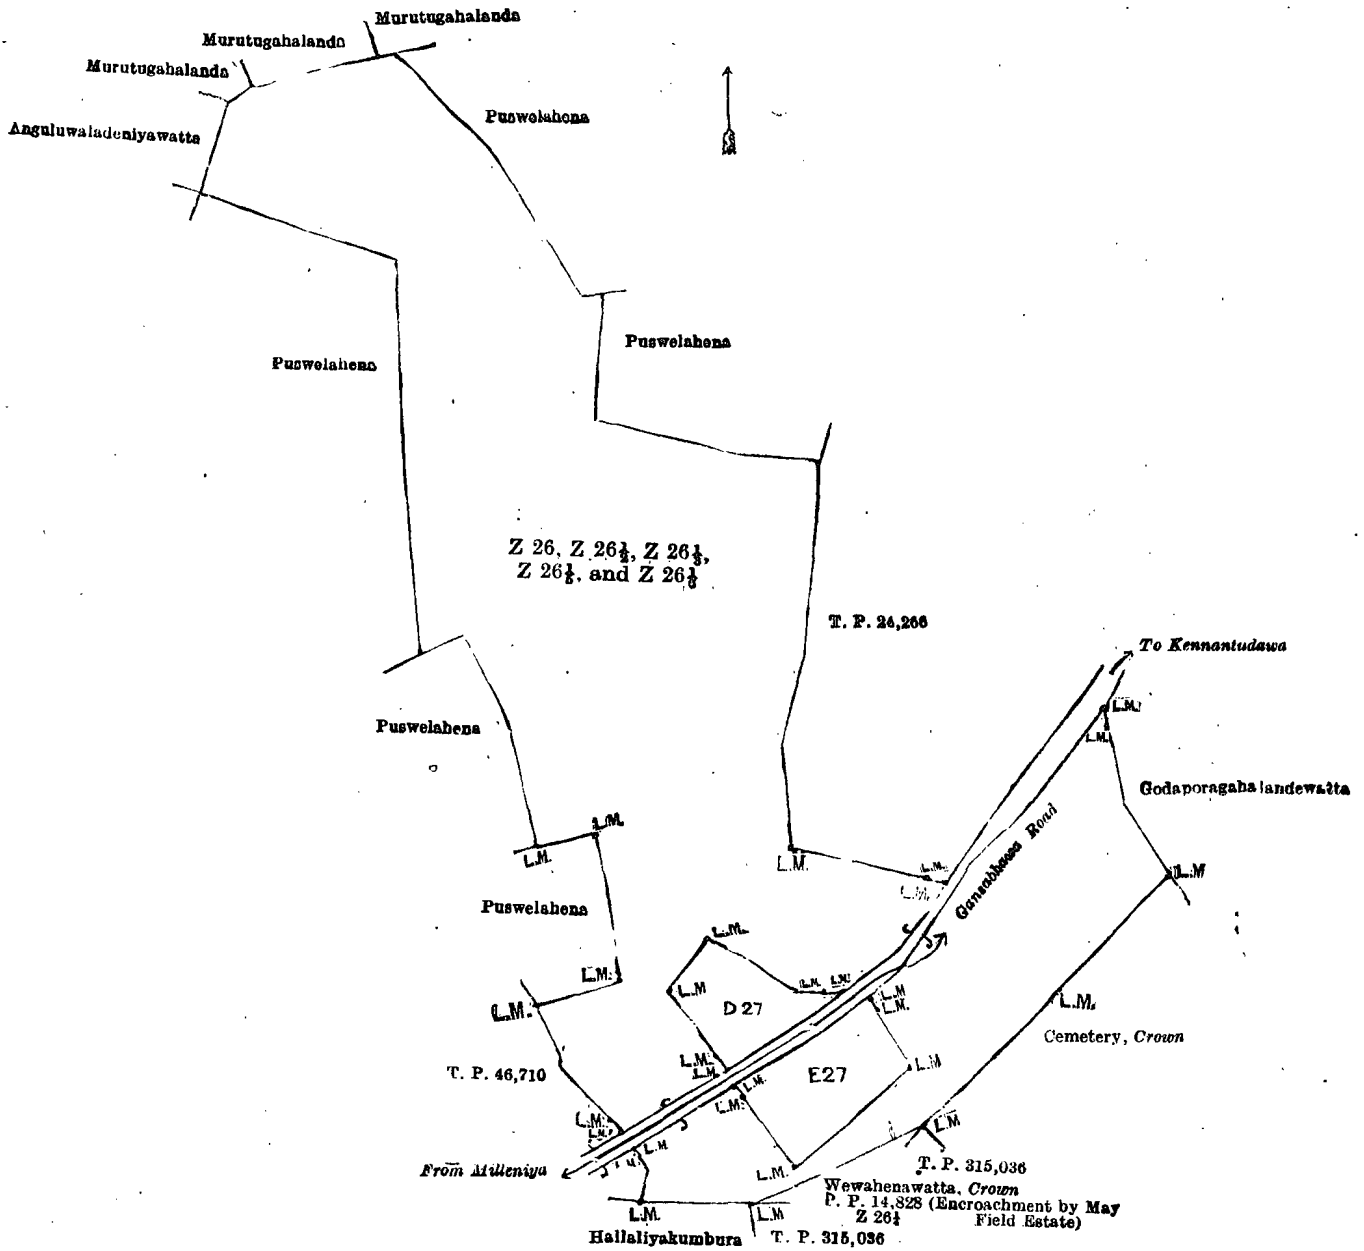 Murutugahalanda
Murutugahalanda
Murutugahalanda
Anguluwaladeniyawatta
Puswelahena
Puswelahena
Puswelahena
Z 26, Z 26½, Z 26⅓,
Z 26⅕, and Z 26⅙
T. P. 24,266
To Kennantudawa
L.M.
L.M.
Puswelahena
Godaporagahalandewatta
L.M.
L.M.
L.M.
L.M.
L.M.
L.M
Gansabhawa Road
Puswelahena
L.M.
L.M.
L.M.
L.M
L.M.
L.M.
L.M
L.M.
D 27
L.M.
Cemetery, Crown
T. P. 46,710
L.M.
L.M.
E27
L.M
L.M.
L.M.
L.M.
L.M.
L.M.
L.M
From Milleniya
L.M.
T. P. 315,036
Wewahenawatta, Crown
P. P. 14,828 (Encroachment by May
Z 26¼ Field Estate)
L.M.
L.M
Hallaliyakumbura
T. P. 315,036